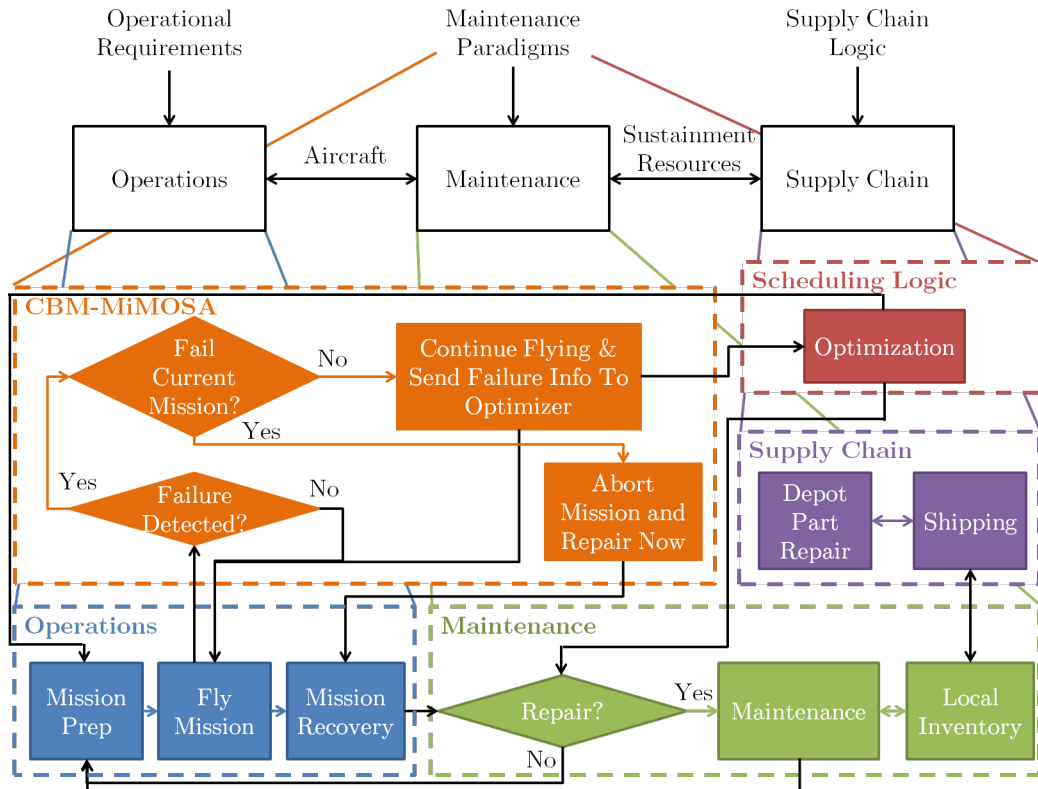 Operational
Requirements
Maintenance
Paradigms
Supply Chain
Logic
Operations
Aircraft
Maintenance
Sustainment
Resources
Supply Chain
CBM-MiMOSA
Scheduling Logic
Fail
Current
Mission?
No
Continue Flying &
Send Failure Info To
Optimizer
Optimization
Yes
Yes
Failure
Detected?
No
Abort
Mission and
Repair Now
Supply Chain
Depot
Part
Repair
Shipping
Operations
Mission
Prep
Fly
Mission
Mission
Recovery
Maintenance
Repair?
Yes
No
Maintenance
Local
Inventory